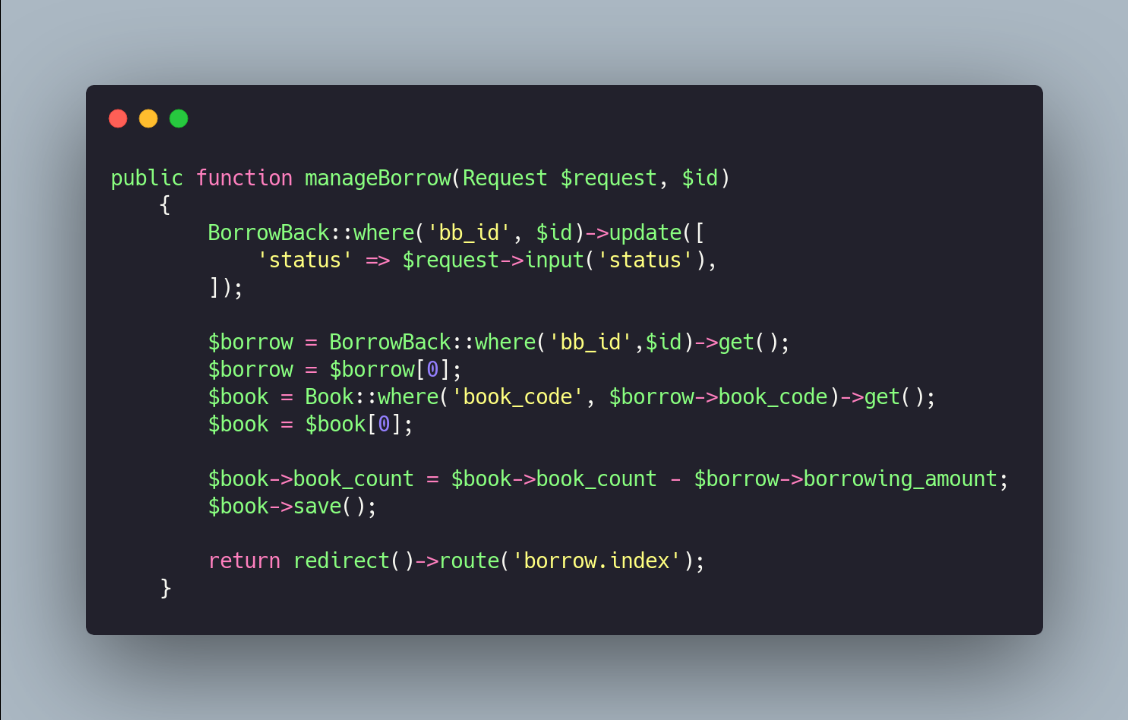 public function manageBorrow(Request $request, $id)
    {
        BorrowBack::where('bb_id', $id)->update([
            'status' => $request->input('status'),
        ]);

        $borrow = BorrowBack::where('bb_id',$id)->get();
        $borrow = $borrow[0];
        $book = Book::where('book_code', $borrow->book_code)->get();
        $book = $book[0];

        $book->book_count = $book->book_count - $borrow->borrowing_amount;
        $book->save();

        return redirect()->route('borrow.index');
    }